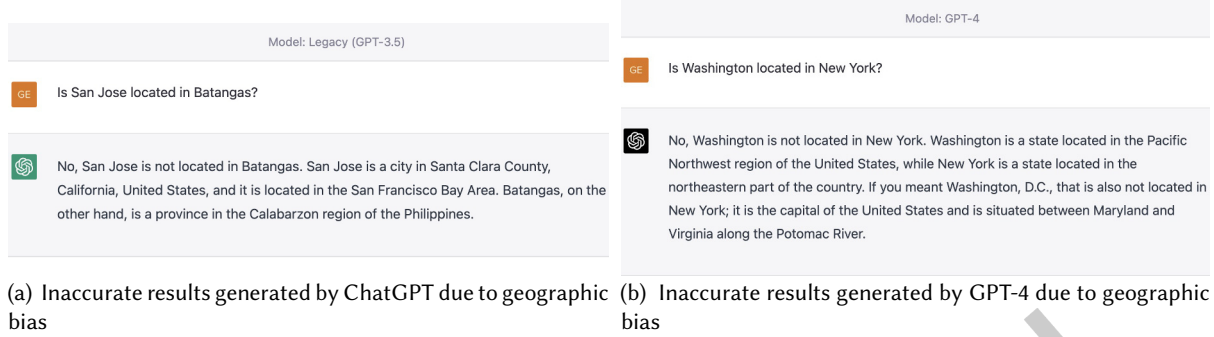 Model: Legacy (GPT-3.5)
GE
Is San Jose located in Batangas?
No, San Jose is not located in Batangas. San Jose is a city in Santa Clara County,
California, United States, and it is located in the San Francisco Bay Area. Batangas, on the
other hand, is a province in the Calabarzon region of the Philippines.
(a) Inaccurate results generated by ChatGPT due to geographic
bias
Model: GPT-4
GE
Is Washington located in New York?
No, Washington is not located in New York. Washington is a state located in the Pacific
Northwest region of the United States, while New York is a state located in the
northeastern part of the country. If you meant Washington, D.C., that is also not located in
New York; it is the capital of the United States and is situated between Maryland and
Virginia along the Potomac River.
(b) Inaccurate results generated by GPT-4 due to geographic
bias